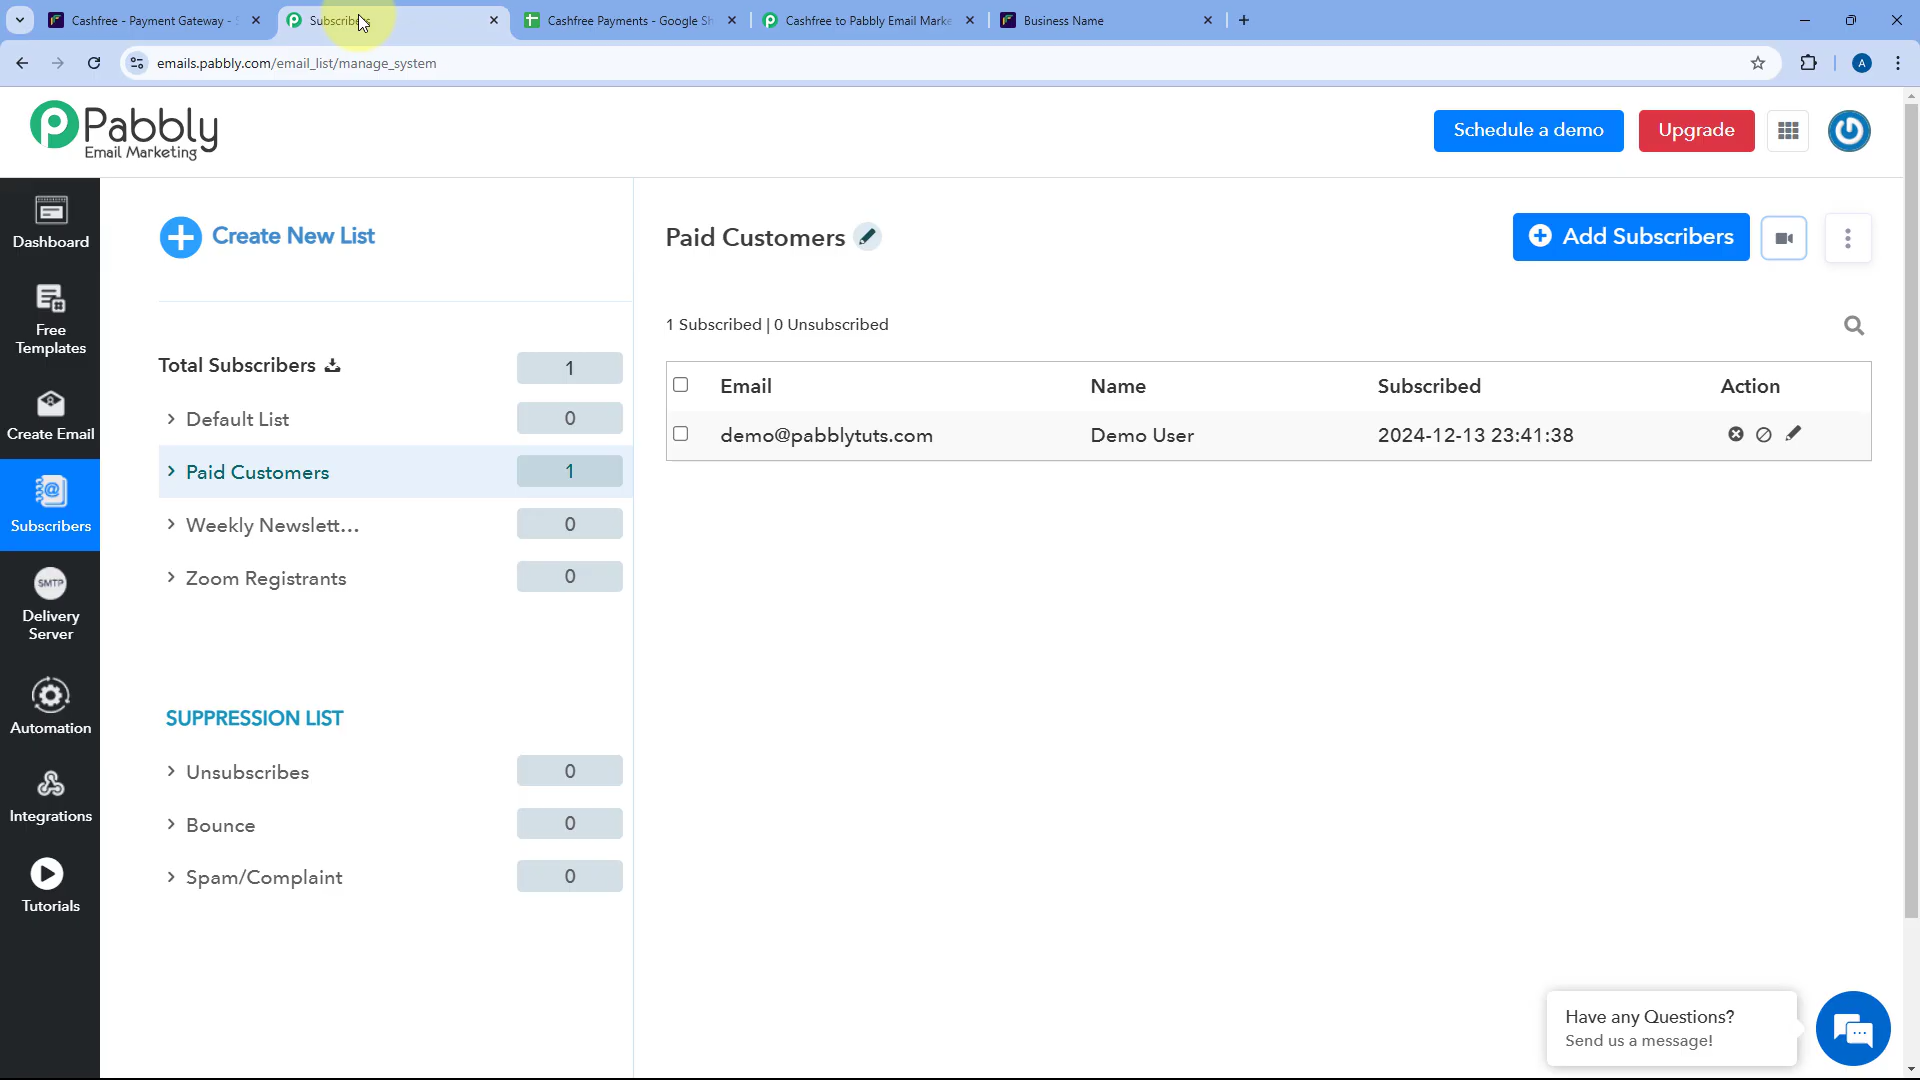 Cashfree - Payment Gateway - S
Subscribers
Cashfree Payments - Google Sh
Cashfree to Pabbly Email Marke
Business Name
emails.pabbly.com/email_list/manage_system
A
Pabbly
Email Marketing
Schedule a demo
Upgrade
Dashboard
Free
Templates
Create Email
Subscribers
SMTP
Delivery
Server
Automation
Integrations
Tutorials
Create New List
Total Subscribers 1
Default List 0
Paid Customers 1
Weekly Newslett... 0
Zoom Registrants 0
SUPPRESSION LIST
Unsubscribes 0
Bounce 0
Spam/Complaint 0
Paid Customers
Add Subscribers
1 Subscribed | 0 Unsubscribed
Email Name Subscribed Action
demo@pabblytuts.com Demo User 2024-12-13 23:41:38
Have any Questions?
Send us a message!